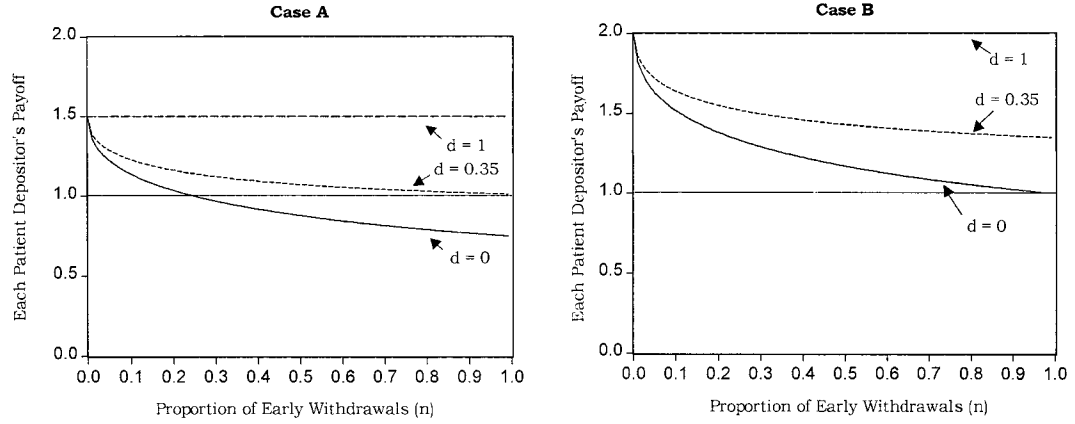 Case A
Each Patient Depositor's Payoff
2.0
1.5
1.0
0.5
0.0
d = 1
d = 0.35
d = 0
0.0 0.1 0.2 0.3 0.4 0.5 0.6 0.7 0.8 0.9 1.0
Proportion of Early Withdrawals (n)
Case B
Each Patient Depositor's Payoff
2.0
1.5
1.0
0.5
0.0
d = 1
d = 0.35
d = 0
0.0 0.1 0.2 0.3 0.4 0.5 0.6 0.7 0.8 0.9 1.0
Proportion of Early Withdrawals (n)